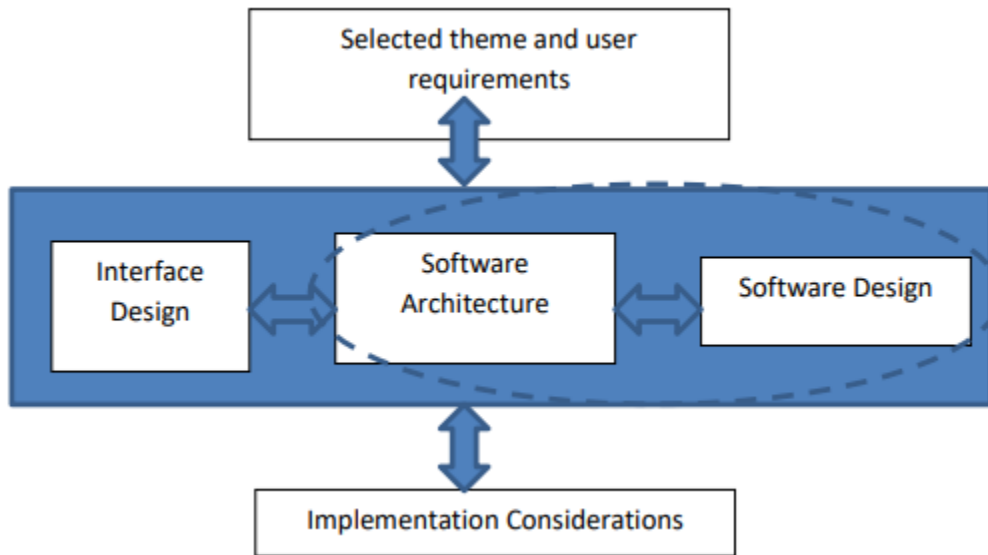 Selected theme and user
requirements
Interface
Design
Software
Architecture
Software Design
Implementation Considerations